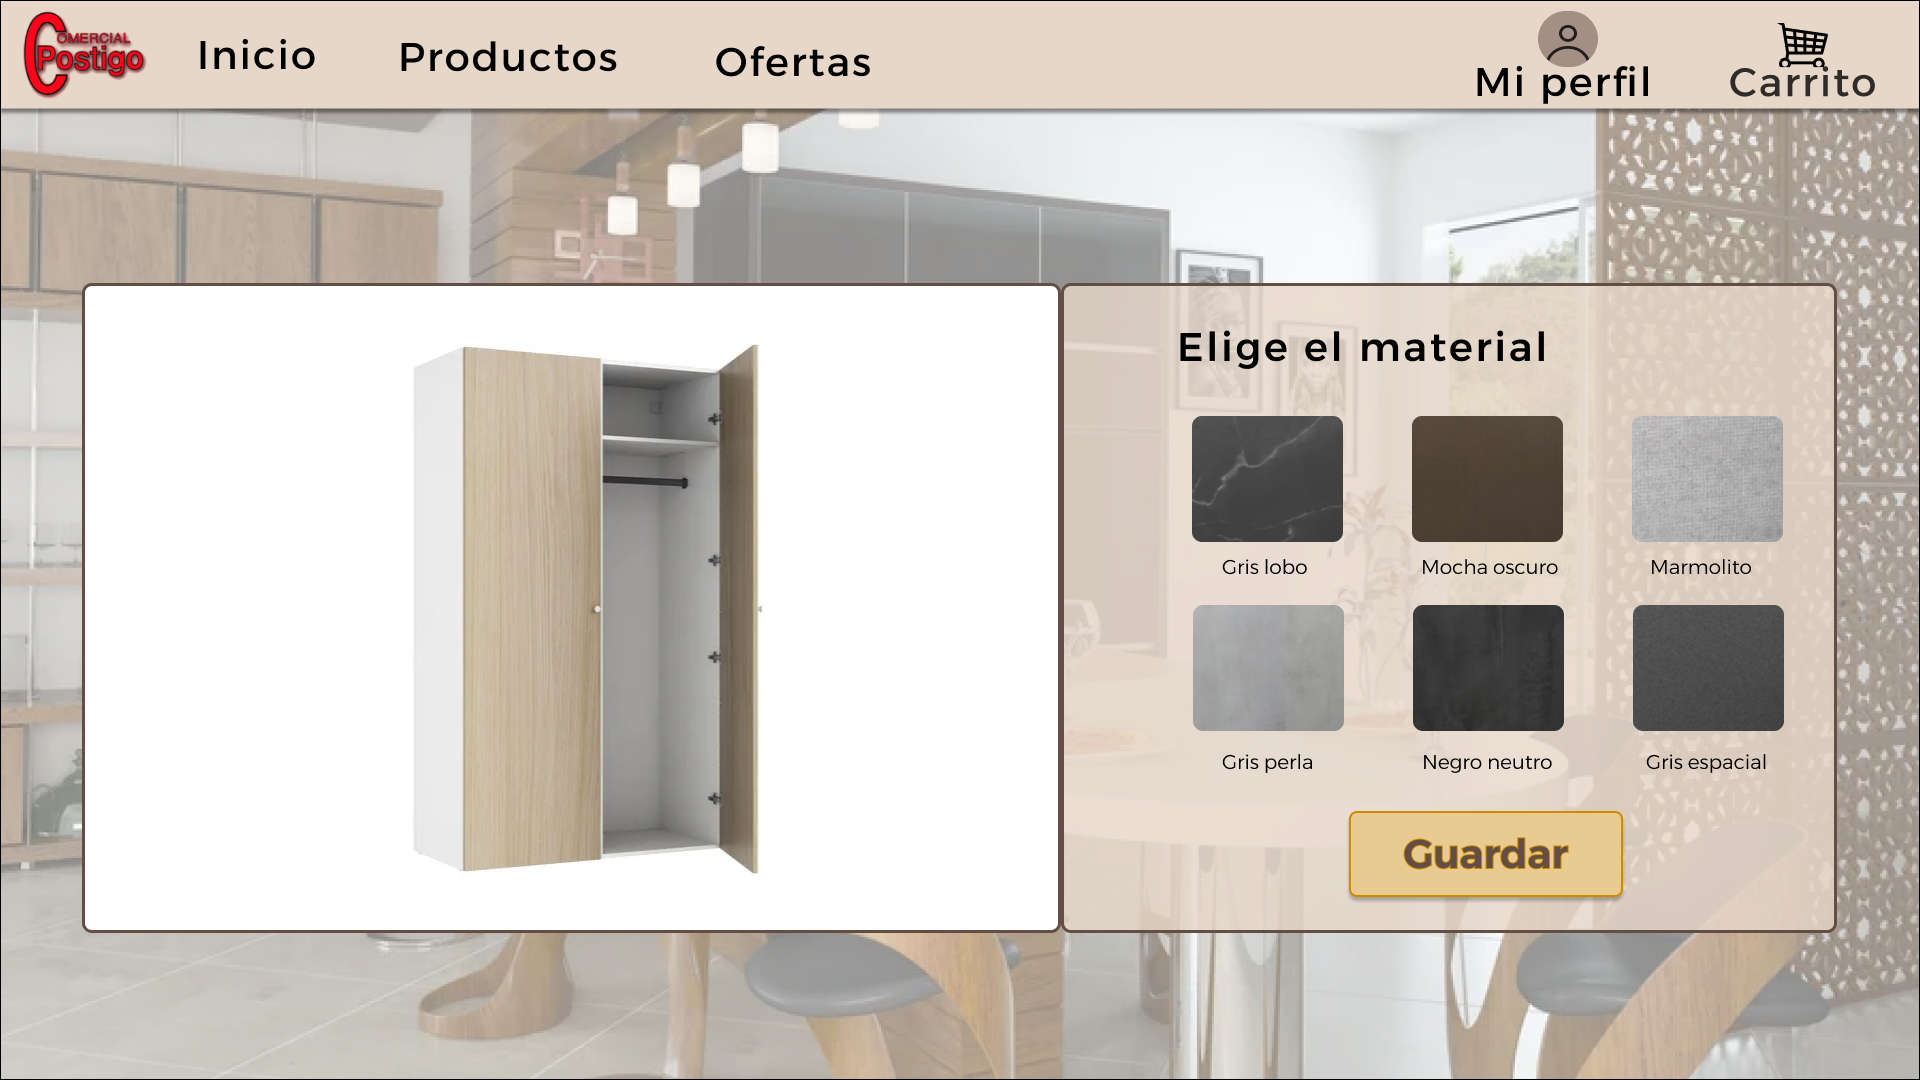 COMERCIAL
Postigo
Inicio
Productos
Ofertas
Mi perfil
Carrito
Elige el material
Gris lobo
Mocha oscuro
Marmolito
Gris perla
Negro neutro
Gris espacial
Guardar